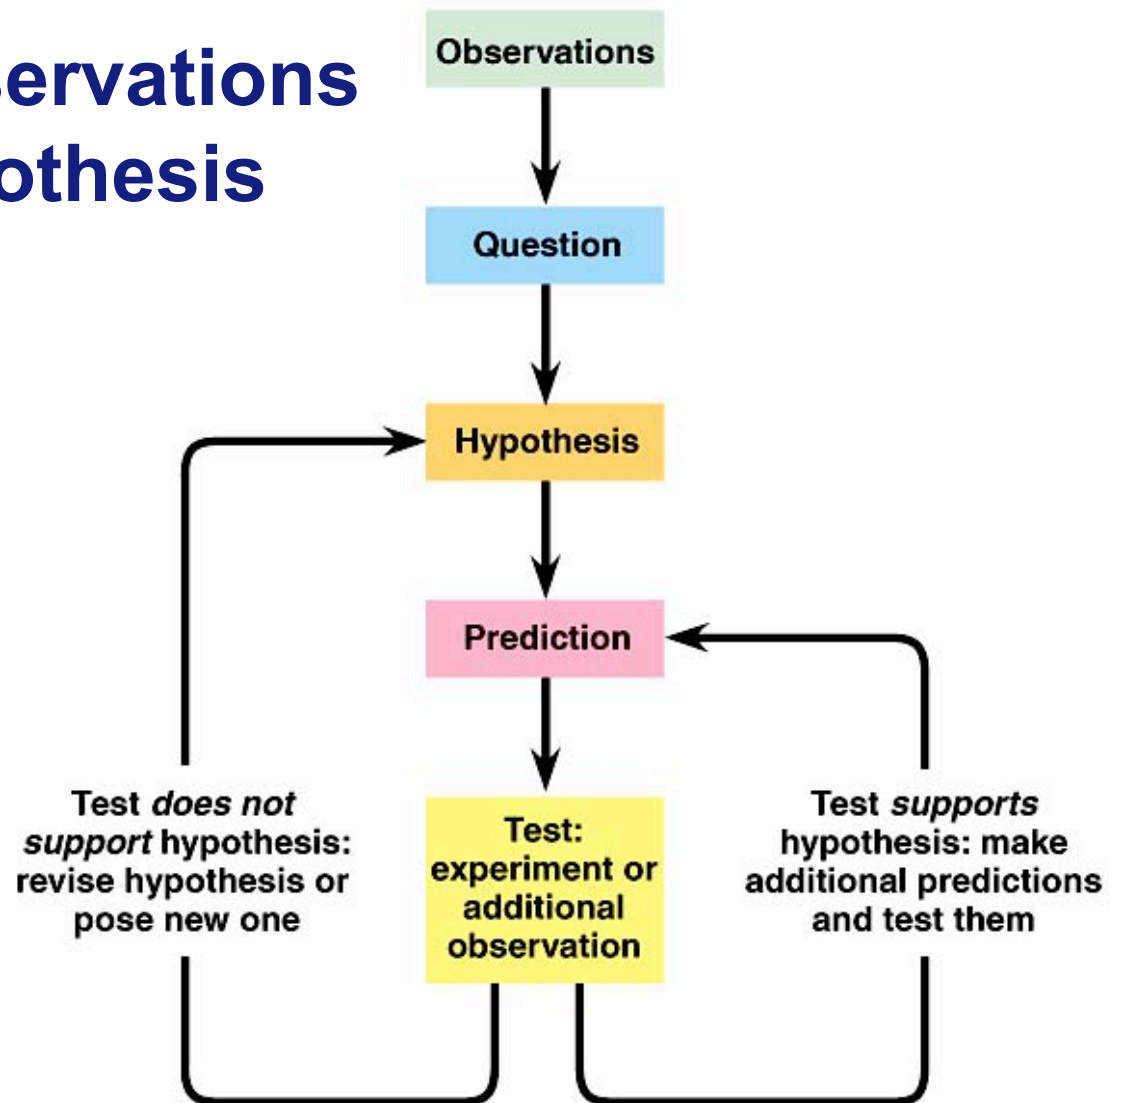 servations
othesis
Observations
Question
Hypothesis
Prediction
Test does not
support hypothesis:
revise hypothesis or
pose new one
Test:
experiment or
additional
observation
Test supports
hypothesis: make
additional predictions
and test them